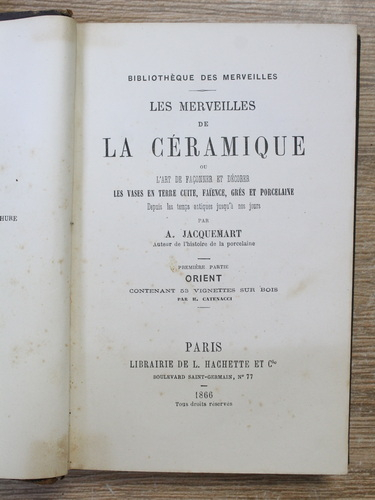 HURE
BIBLIOTHÈQUE DES MERVEILLES
LES MERVEILLES
DE
LA CÉRAMIQUE
OU
L'ART DE FAÇONNER ET DÉCORER
LES VASES EN TERRE CUITE, FAÏENCE, GRÈS ET PORCELAINE
Depuis les temps antiques jusqu'à nos jours
PAR
A. JACQUEMART
Auteur de l'histoire de la porcelaine
PREMIÈRE PARTIE
ORIENT
CONTENANT 53 VIGNETTES SUR BOIS
PAR H. CATENACCI
PARIS
LIBRAIRIE DE L. HACHETTE ET Cie
BOULEVARD SAINT-GERMAIN, N° 77
1866
Tous droits réservés